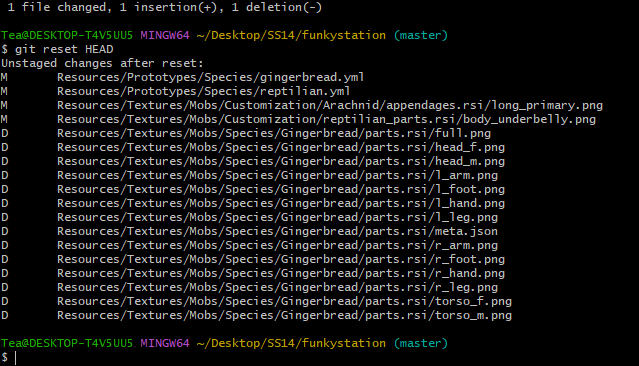 1 file changed, 1 insertion(+), 1 deletion(-)
Tea@DESKTOP-T4V5UU5 MINGW64 ~/Desktop/SS14/funkystation (master)
$ git reset HEAD
Unstaged changes after reset:
M       Resources/Prototypes/Species/gingerbread.yml
M       Resources/Prototypes/Species/reptilian.yml
M       Resources/Textures/Mobs/Customization/Arachnid/appendages.rsi/long_primary.png
M       Resources/Textures/Mobs/Customization/reptilian_parts.rsi/body_underbelly.png
D       Resources/Textures/Mobs/Species/Gingerbread/parts.rsi/full.png
D       Resources/Textures/Mobs/Species/Gingerbread/parts.rsi/head_f.png
D       Resources/Textures/Mobs/Species/Gingerbread/parts.rsi/head_m.png
D       Resources/Textures/Mobs/Species/Gingerbread/parts.rsi/l_arm.png
D       Resources/Textures/Mobs/Species/Gingerbread/parts.rsi/l_foot.png
D       Resources/Textures/Mobs/Species/Gingerbread/parts.rsi/l_hand.png
D       Resources/Textures/Mobs/Species/Gingerbread/parts.rsi/l_leg.png
D       Resources/Textures/Mobs/Species/Gingerbread/parts.rsi/meta.json
D       Resources/Textures/Mobs/Species/Gingerbread/parts.rsi/r_arm.png
D       Resources/Textures/Mobs/Species/Gingerbread/parts.rsi/r_foot.png
D       Resources/Textures/Mobs/Species/Gingerbread/parts.rsi/r_hand.png
D       Resources/Textures/Mobs/Species/Gingerbread/parts.rsi/r_leg.png
D       Resources/Textures/Mobs/Species/Gingerbread/parts.rsi/torso_f.png
D       Resources/Textures/Mobs/Species/Gingerbread/parts.rsi/torso_m.png
Tea@DESKTOP-T4V5UU5 MINGW64 ~/Desktop/SS14/funkystation (master)
$